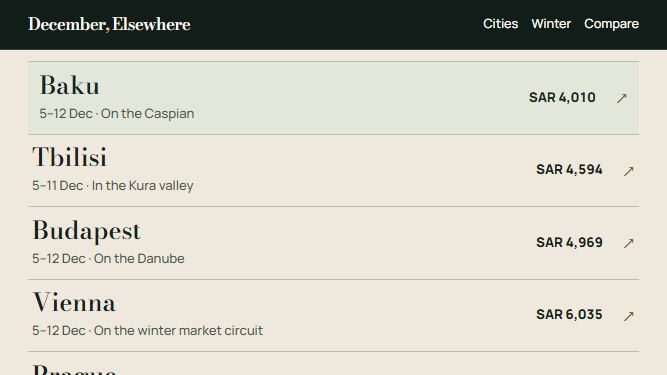 December, Elsewhere
Cities Winter Compare
Baku
5–12 Dec · On the Caspian
SAR 4,010 ↗
Tbilisi
5–11 Dec · In the Kura valley
SAR 4,594 ↗
Budapest
5–12 Dec · On the Danube
SAR 4,969 ↗
Vienna
5–12 Dec · On the winter market circuit
SAR 6,035 ↗
Prague